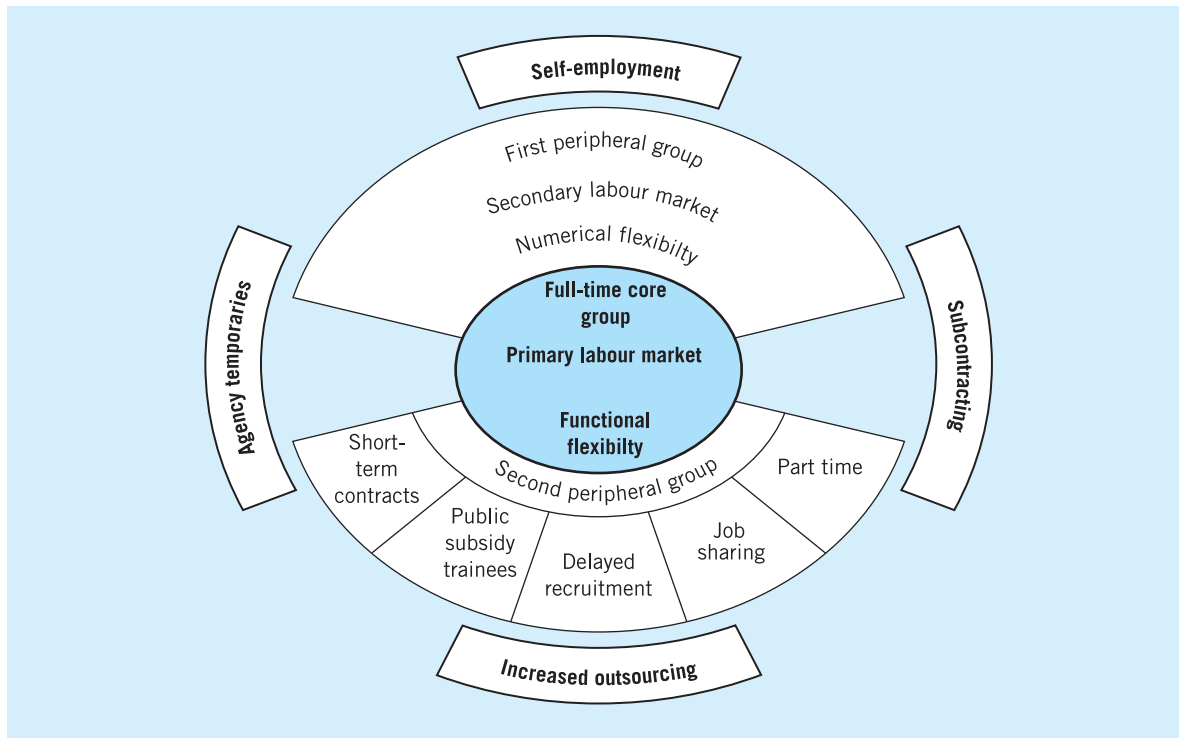 Self-employment
First peripheral group
Secondary labour market
Numerical flexibilty
Full-time core
group
Primary labour market
Functional
flexibilty
Agency temporaries
Subcontracting
Second peripheral group
Short-
term
contracts
Public
subsidy
trainees
Delayed
recruitment
Job
sharing
Part time
Increased outsourcing